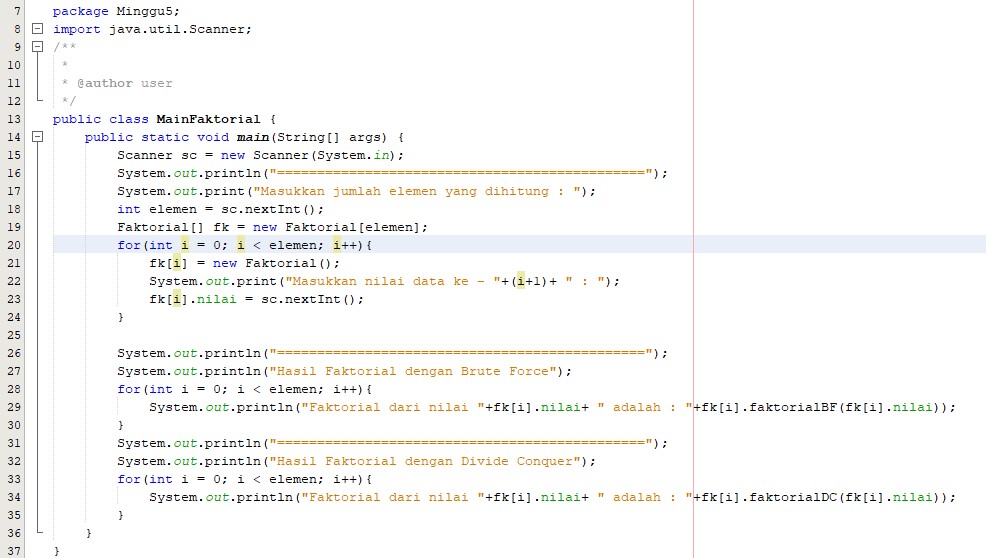 7 package Minggu5;
8 import java.util.Scanner;
9 /**
10 *
11 * @author user
12 */
13 public class MainFaktorial {
14 public static void main(String[] args) {
15 Scanner sc = new Scanner(System.in);
16 System.out.println("==============================================");
17 System.out.print("Masukkan jumlah elemen yang dihitung : ");
18 int elemen = sc.nextInt();
19 Faktorial[] fk = new Faktorial[elemen];
20 for(int i = 0; i < elemen; i++){
21 fk[i] = new Faktorial();
22 System.out.print("Masukkan nilai data ke - "+(i+1)+ " : ");
23 fk[i].nilai = sc.nextInt();
24 }
25
26 System.out.println("==============================================");
27 System.out.println("Hasil Faktorial dengan Brute Force");
28 for(int i = 0; i < elemen; i++){
29 System.out.println("Faktorial dari nilai "+fk[i].nilai+ " adalah : "+fk[i].faktorialBF(fk[i].nilai));
30 }
31 System.out.println("==============================================");
32 System.out.println("Hasil Faktorial dengan Divide Conquer");
33 for(int i = 0; i < elemen; i++){
34 System.out.println("Faktorial dari nilai "+fk[i].nilai+ " adalah : "+fk[i].faktorialDC(fk[i].nilai));
35 }
36 }
37 }